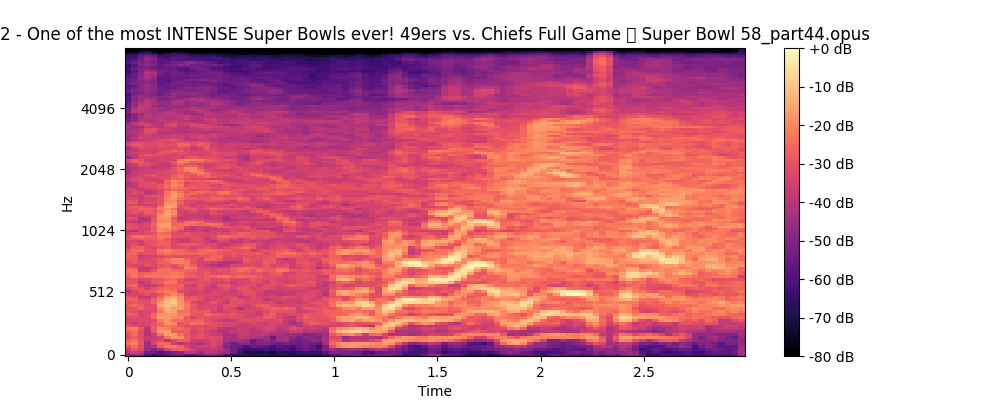 2 - One of the most INTENSE Super Bowls ever! 49ers vs. Chiefs Full Game  Super Bowl 58_part44.opus
+0 dB
-10 dB
-20 dB
-30 dB
-40 dB
-50 dB
-60 dB
-70 dB
-80 dB
4096
2048
1024
512
0
Hz
0
0.5
1
1.5
2
2.5
Time